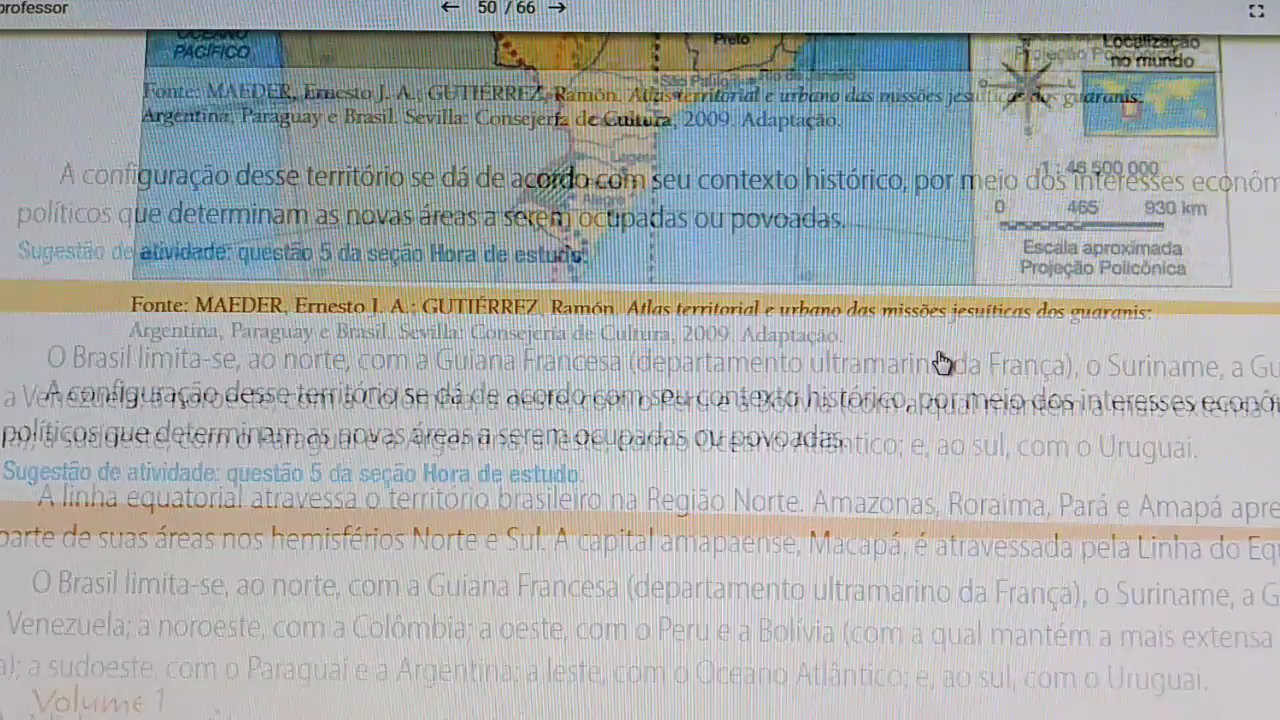 professor
← 50 / 66 →
OCEANO
PACÍFICO
Preto
Localização
no mundo
Fonte: MAEDER, Ernesto J. A.; GUTIÉRREZ, Ramón. Atlas territorial e urbano das missões jesuíticas dos guaranis:
Argentina, Paraguay e Brasil. Sevilla: Consejería de Cultura, 2009. Adaptação.
1 : 46 500 000
A configuração desse território se dá de acordo com seu contexto histórico, por meio dos interesses econôm
políticos que determinam as novas áreas a serem ocupadas ou povoadas.
0 465 930 km
Sugestão de atividade: questão 5 da seção Hora de estudo.
Escala aproximada
Projeção Policônica
Fonte: MAEDER, Ernesto J. A.; GUTIÉRREZ, Ramón. Atlas territorial e urbano das missões jesuíticas dos guaranis:
Argentina, Paraguay e Brasil. Sevilla: Consejería de Cultura, 2009. Adaptação.
O Brasil limita-se, ao norte, com a Guiana Francesa (departamento ultramarino da França), o Suriname, a Gu
A configuração desse território se dá de acordo com seu contexto histórico, por meio dos interesses econô
políticos que determinam as novas áreas a serem ocupadas ou povoadas.
ntico; e, ao sul, com o Uruguai.
Sugestão de atividade: questão 5 da seção Hora de estudo.
A linha equatorial atravessa o território brasileiro na Região Norte. Amazonas, Roraima, Pará e Amapá apre
parte de suas áreas nos hemisférios Norte e Sul. A capital amapaense, Macapá, é atravessada pela Linha do Eq
O Brasil limita-se, ao norte, com a Guiana Francesa (departamento ultramarino da França), o Suriname, a G
Venezuela; a noroeste, com a Colômbia; a oeste, com o Peru e a Bolívia (com a qual mantém a mais extensa
a); a sudoeste, com o Paraguai e a Argentina; a leste, com o Oceano Atlântico; e, ao sul, com o Uruguai.
Volume 1